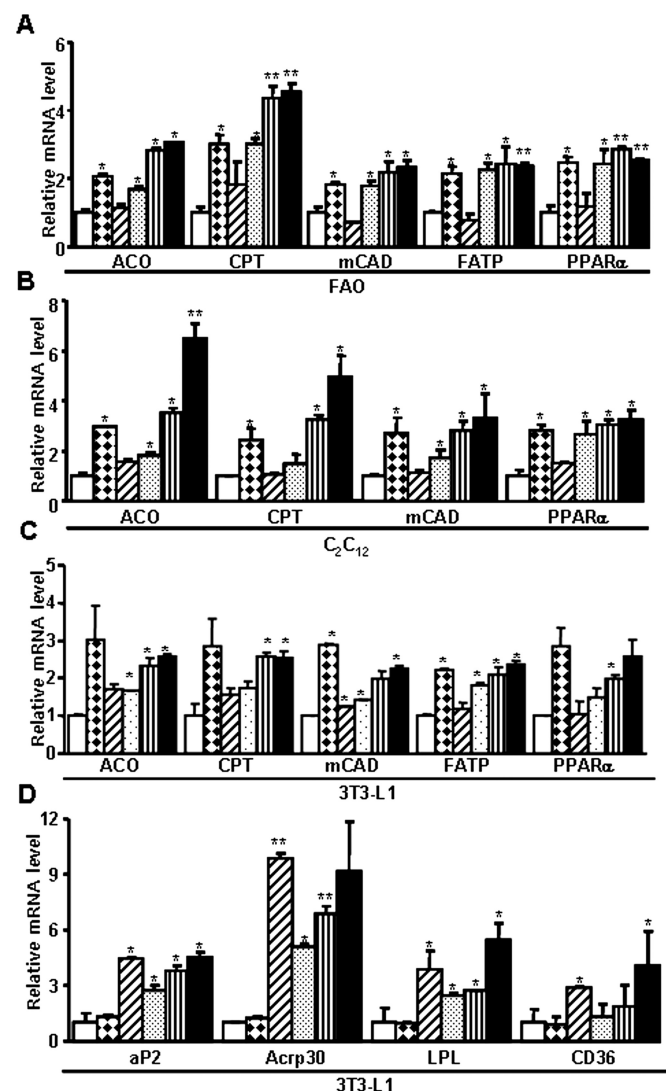 A
Relative mRNA level
6
4
2
0
* * * *
* * ** **
* * * *
* * * **
* * ** **
ACO CPT mCAD FATP PPARα
FAO
B
Relative mRNA level
8
6
4
2
0
* * * **
* * *
* * * *
* * * *
ACO CPT mCAD PPARα
C₂C₁₂
C
Relative mRNA level
5
4
3
2
1
0
* * *
* *
* * * *
* * * *
*
ACO CPT mCAD FATP PPARα
3T3-L1
D
Relative mRNA level
12
9
6
3
0
* * * *
** * **
* * * *
* *
aP2 Acrp30 LPL CD36
3T3-L1